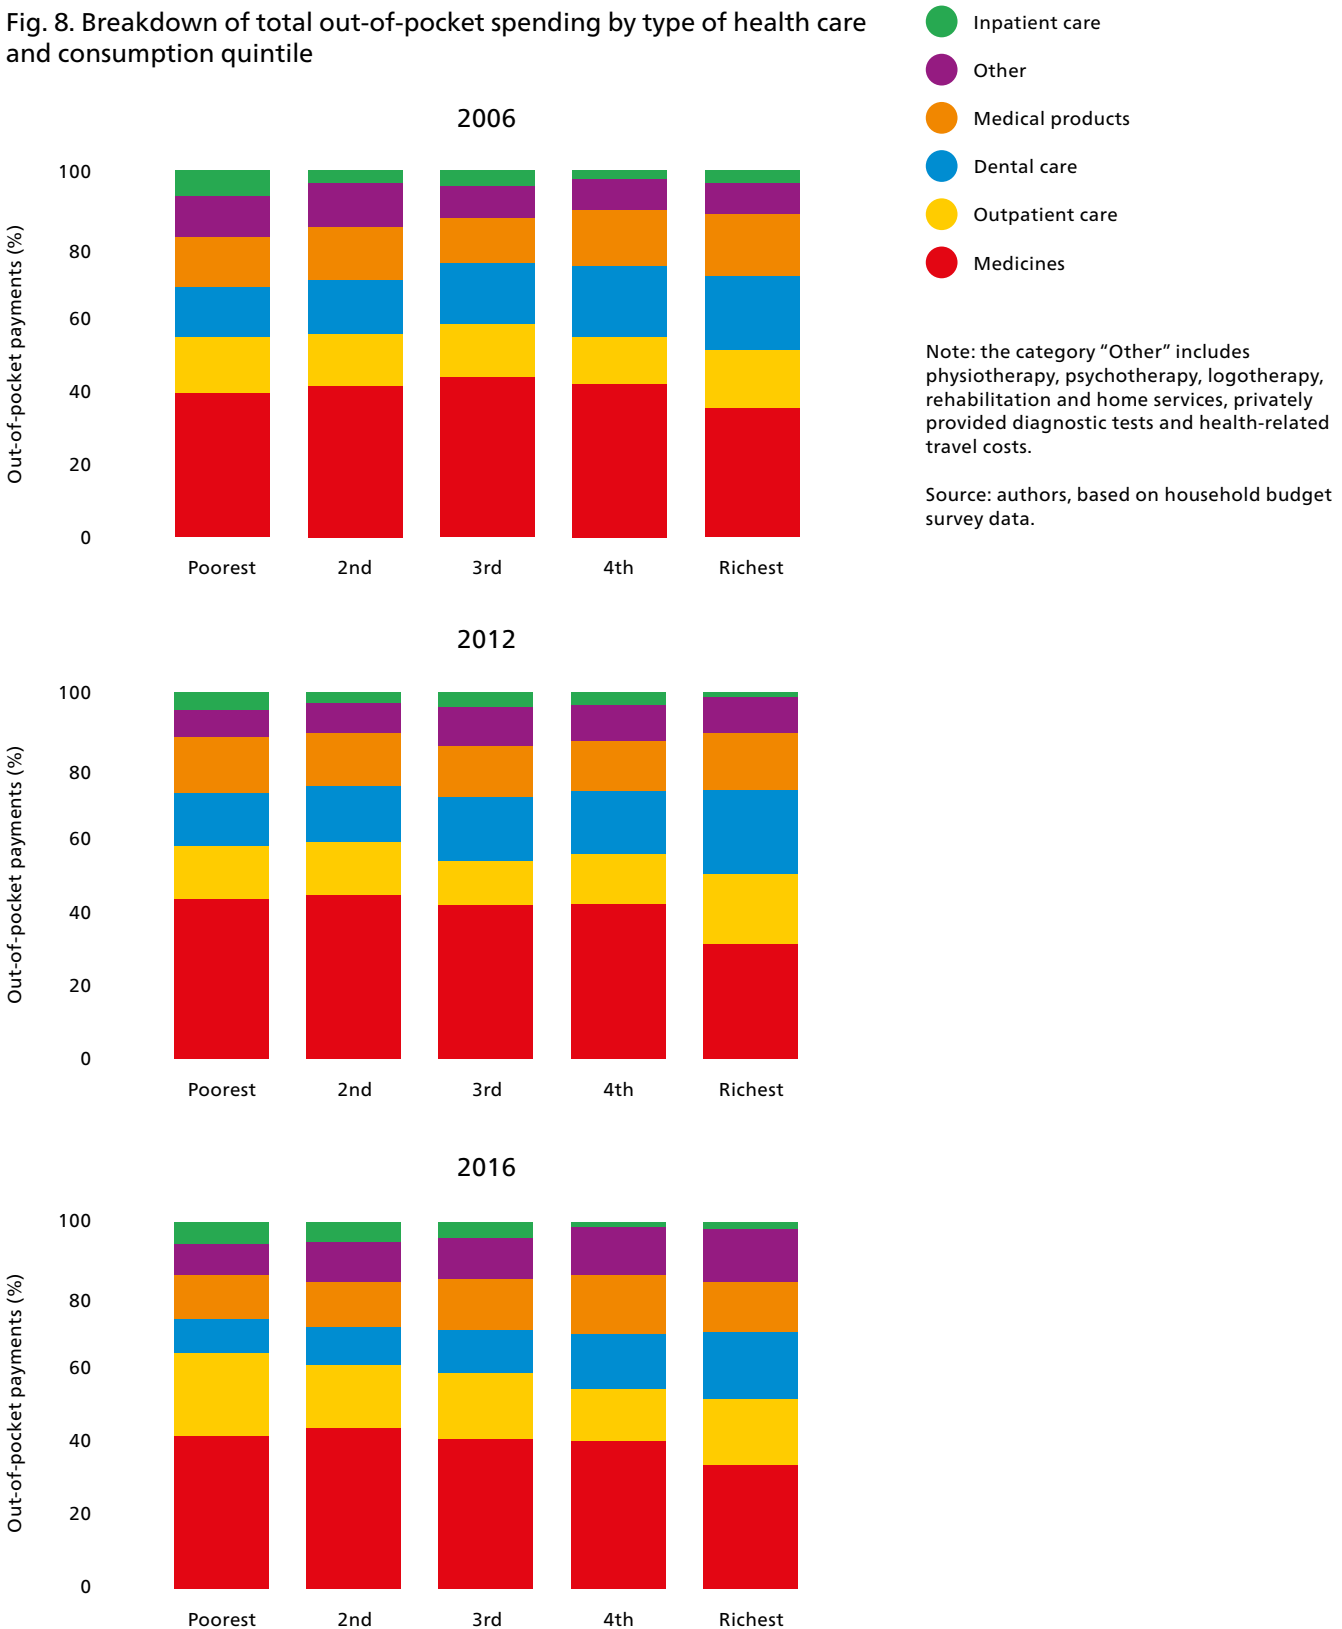 Fig. 8. Breakdown of total out-of-pocket spending by type of health care
and consumption quintile
Inpatient care
Other
Medical products
Dental care
Outpatient care
Medicines
Note: the category “Other” includes
physiotherapy, psychotherapy, logotherapy,
rehabilitation and home services, privately
provided diagnostic tests and health-related
travel costs.
Source: authors, based on household budget
survey data.
2006
Out-of-pocket payments (%)
100
80
60
40
20
0
Poorest 2nd 3rd 4th Richest
2012
Out-of-pocket payments (%)
100
80
60
40
20
0
Poorest 2nd 3rd 4th Richest
2016
Out-of-pocket payments (%)
100
80
60
40
20
0
Poorest 2nd 3rd 4th Richest